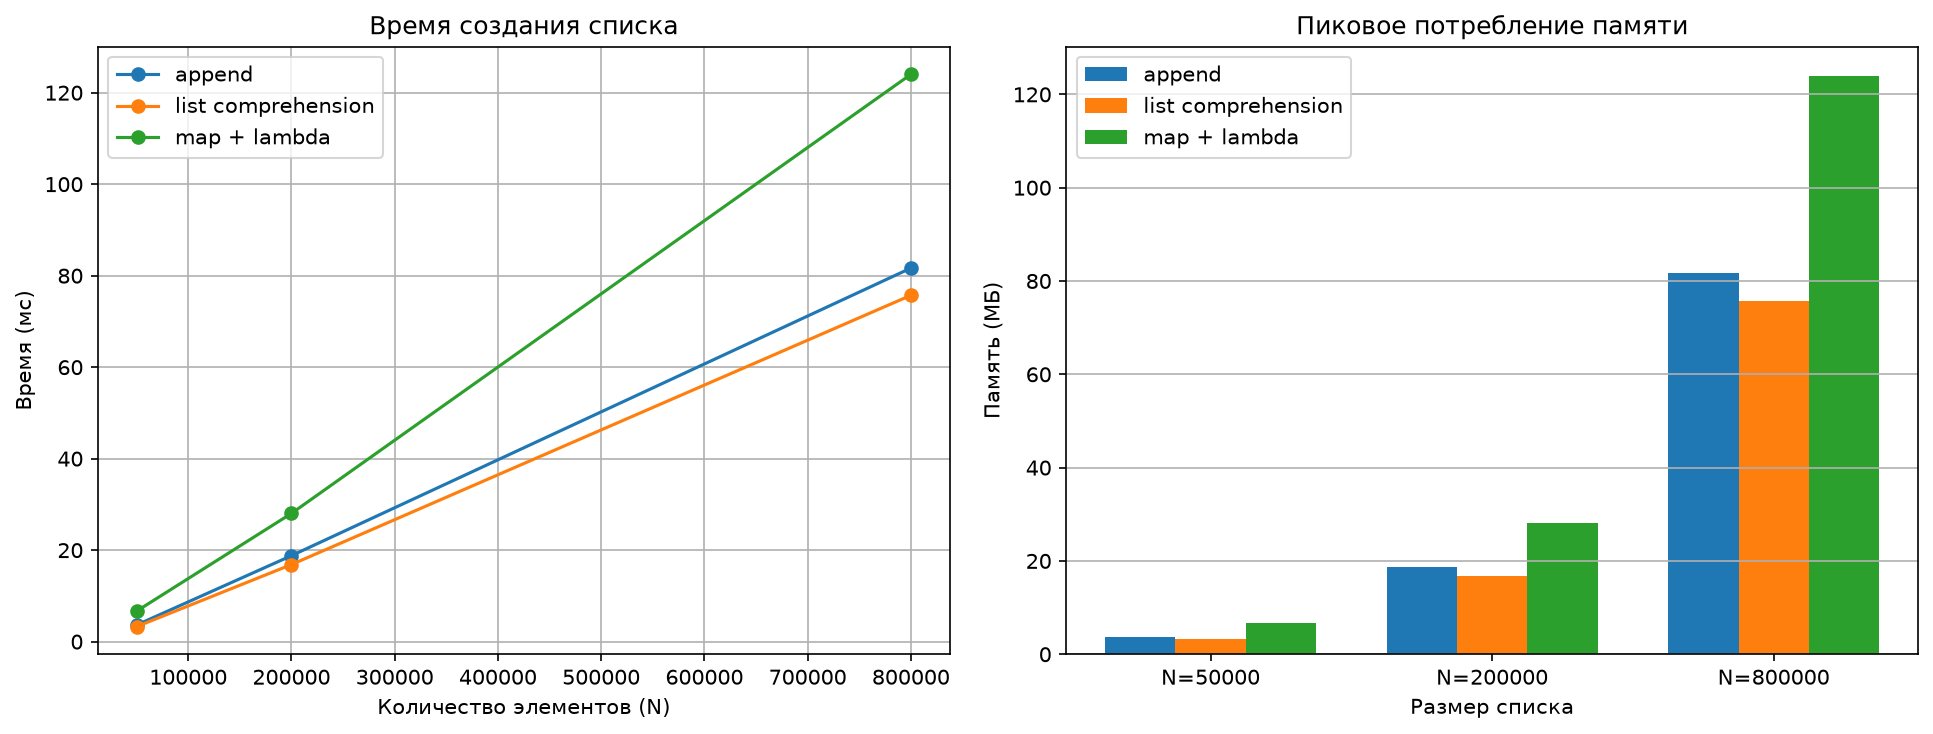 Время создания списка
append
list comprehension
map + lambda
120
100
80
60
40
20
0
Время (мс)
100000 200000 300000 400000 500000 600000 700000 800000
Количество элементов (N)
Пиковое потребление памяти
append
list comprehension
map + lambda
120
100
80
60
40
20
0
Память (МБ)
N=50000 N=200000 N=800000
Размер списка